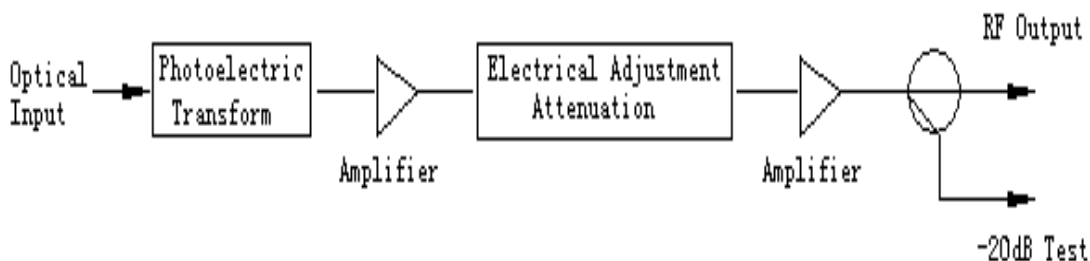 Optical
Input
Photoelectric
Transform
Amplifier
Electrical Adjustment
Attenuation
Amplifier
RF Output
-20dB Test